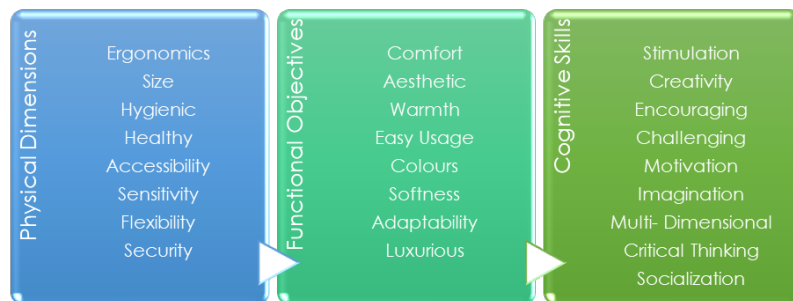 Physical Dimensions
Ergonomics
Size
Hygienic
Healthy
Accessibility
Sensitivity
Flexibility
Security
Functional Objectives
Comfort
Aesthetic
Warmth
Easy Usage
Colours
Softness
Adaptability
Luxurious
Cognitive Skills
Stimulation
Creativity
Encouraging
Challenging
Motivation
Imagination
Multi- Dimensional
Critical Thinking
Socialization